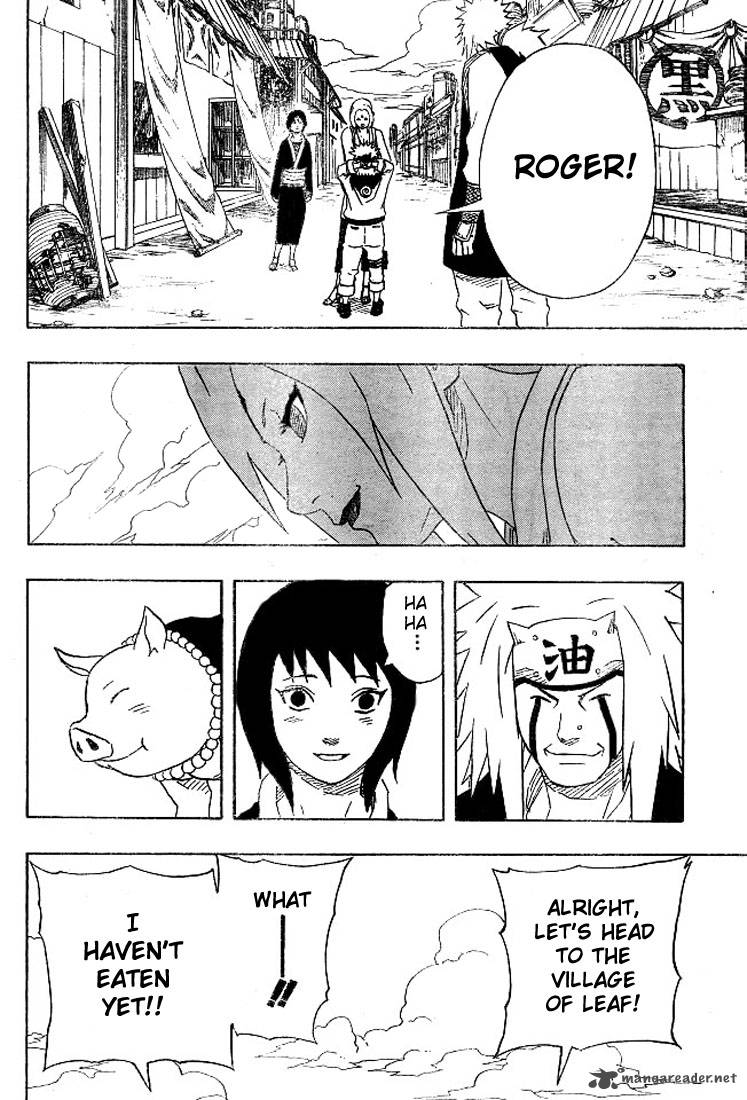 ROGER!
HA
HA...
油
ALRIGHT,
LET'S HEAD
TO THE
VILLAGE
OF LEAF!
WHAT
—!!
I
HAVEN'T
EATEN
YET!!
mangareader.net